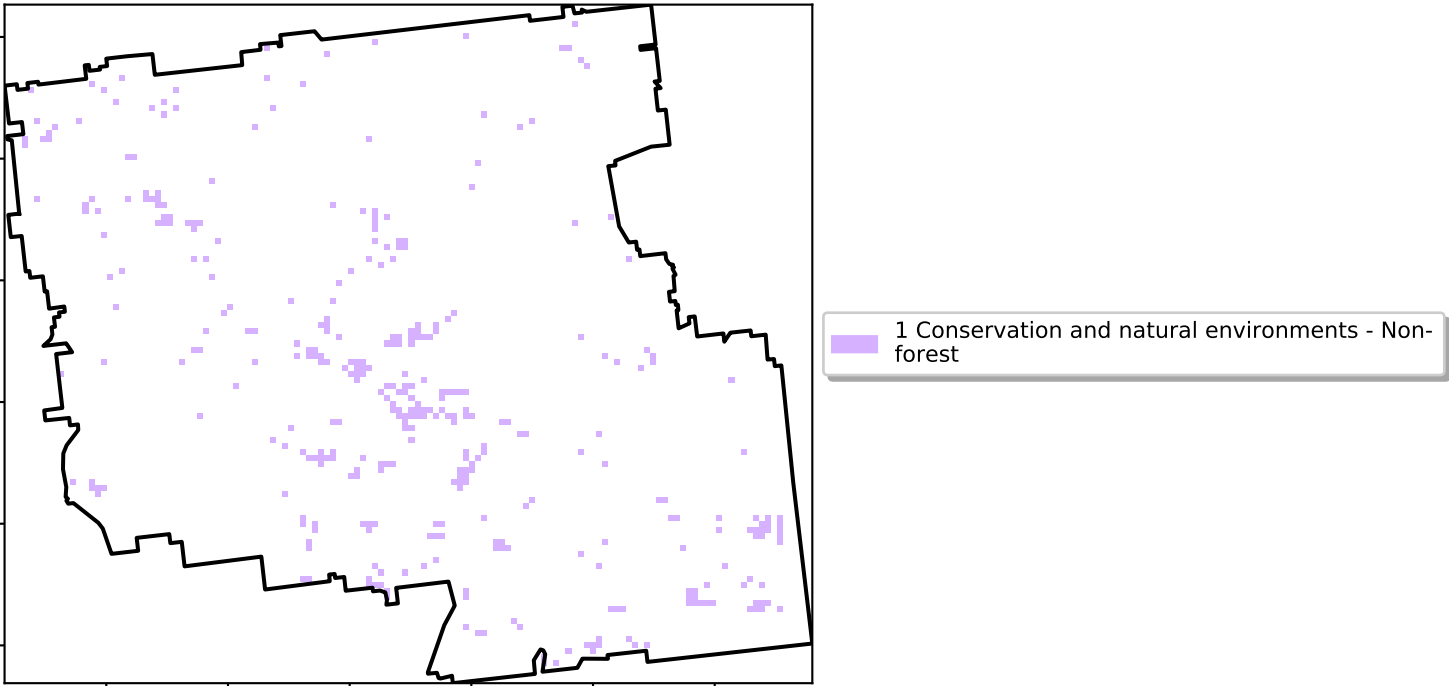 1 Conservation and natural environments - Non-
forest